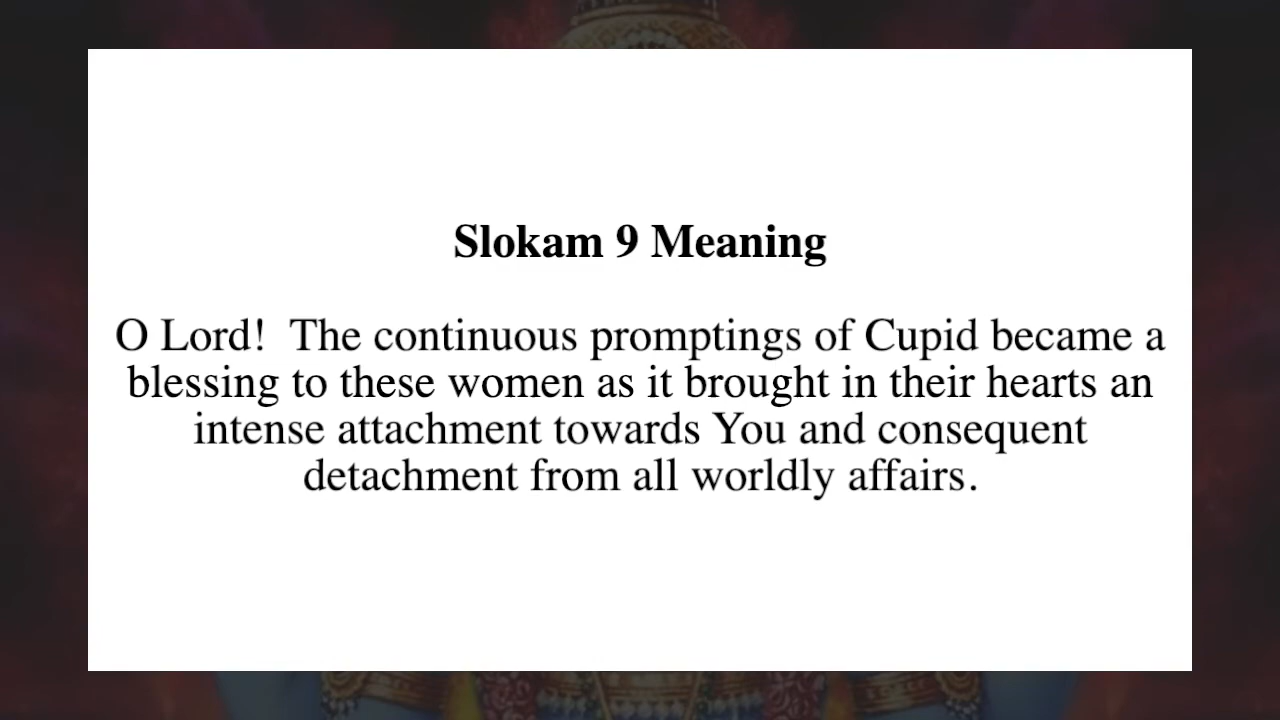 Slokam 9 Meaning
O Lord!  The continuous promptings of Cupid became a
blessing to these women as it brought in their hearts an
intense attachment towards You and consequent
detachment from all worldly affairs.